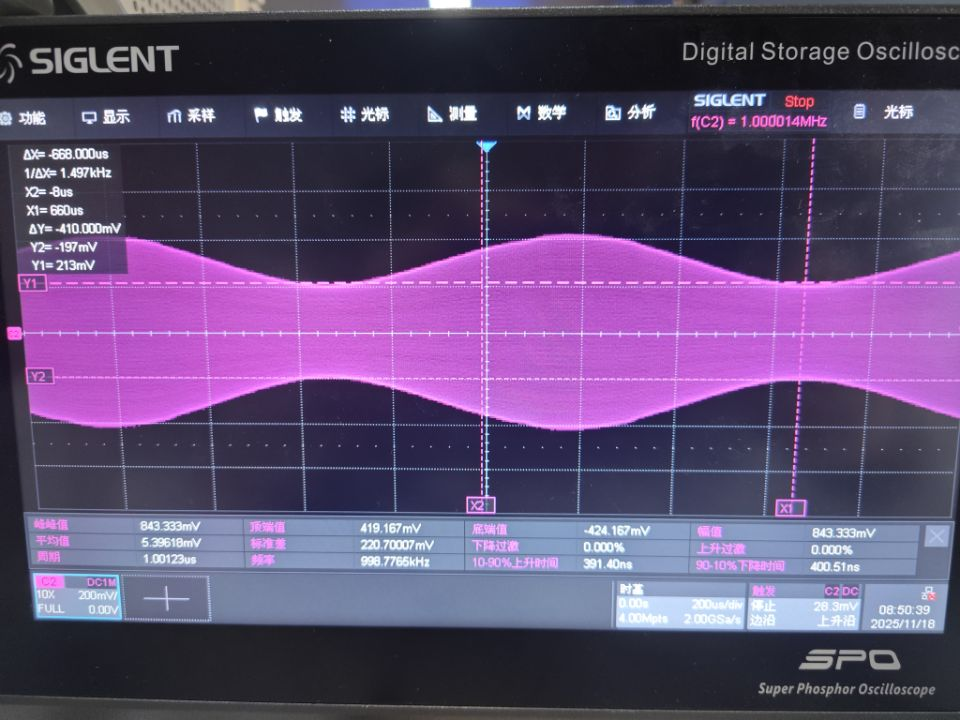 SIGLENT
Digital Storage Oscillosc
功能 显示 采样 触发 光标 测量 数学 分析
SIGLENT Stop
f(C2) = 1.000014MHz
光标
ΔX= -668.000us
1/ΔX= 1.497kHz
X2= -8us
X1= 660us
ΔY= -410.000mV
Y2= -197mV
Y1= 213mV
Y1
Y2
X2
X1
峰峰值 843.333mV 顶端值 419.167mV 底端值 -424.167mV 幅值 843.333mV
平均值 5.39618mV 标准差 220.70007mV 下降过激 0.000% 上升过激 0.000%
周期 1.00123us 频率 998.7765kHz 10-90%上升时间 391.40ns 90-10%下降时间 400.51ns
C2 DC1M
10X 200mV/
FULL 0.00V
时基
0.00s 200us/div
4.00Mpts 2.00GSa/s
触发 C2 DC
停止 28.3mV
边沿 上升沿
08:50:39
2025/11/18
SPO
Super Phosphor Oscilloscope